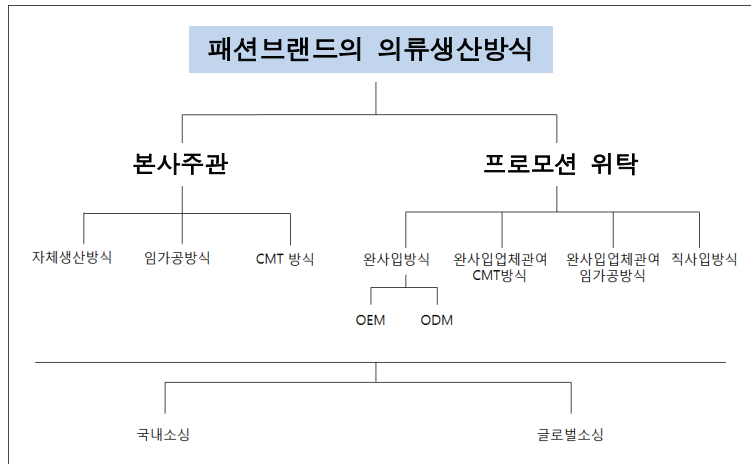 패션브랜드의 의류생산방식
본사주관
프로모션 위탁
자체생산방식
임가공방식
CMT 방식
완사입방식
완사입업체관여
CMT방식
완사입업체관여
임가공방식
직사입방식
OEM
ODM
국내소싱
글로벌소싱